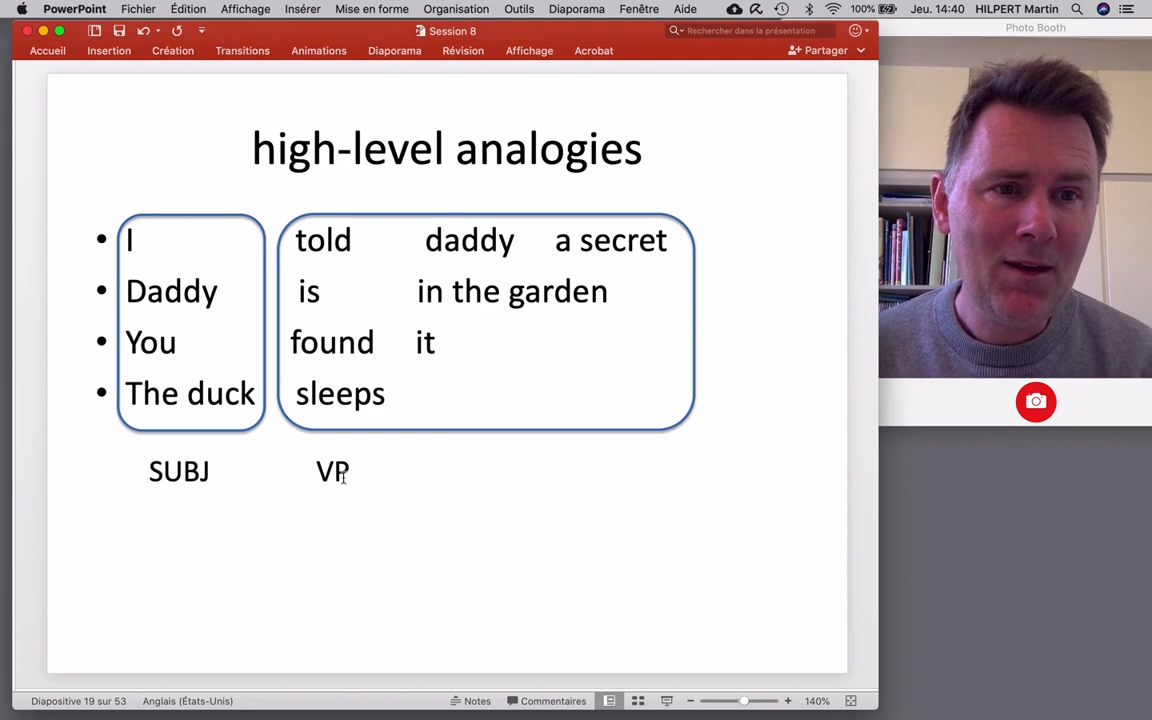 PowerPoint Fichier Édition Affichage Insérer Mise en forme Organisation Outils Diaporama Fenêtre Aide 100% Jeu. 14:40 HILPERT Martin
Session 8
Rechercher dans la présentation
Photo Booth
Accueil Insertion Création Transitions Animations Diaporama Révision Affichage Acrobat Partager
high-level analogies
• I told daddy a secret
• Daddy is in the garden
• You found it
• The duck sleeps
SUBJ VP
Diapositive 19 sur 53 Anglais (États-Unis) Notes Commentaires 140%